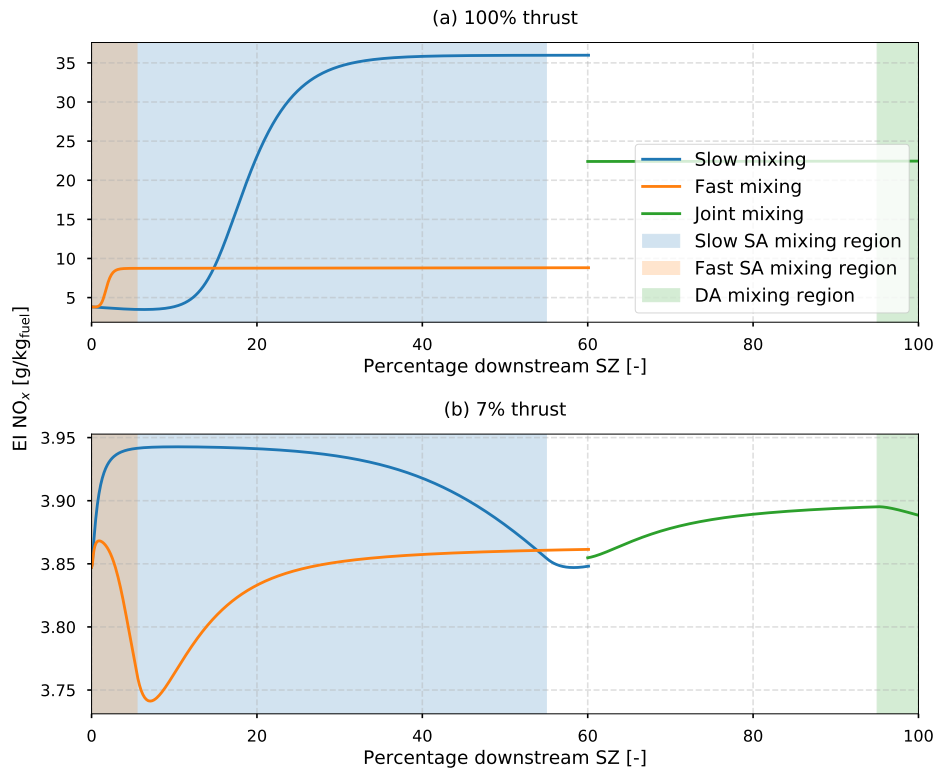 (a) 100% thrust
35
30
25
20
15
10
5
0 20 40 60 80 100
Percentage downstream SZ [-]
Slow mixing
Fast mixing
Joint mixing
Slow SA mixing region
Fast SA mixing region
DA mixing region
EI NOₓ [g/kg_fuel]
(b) 7% thrust
3.95
3.90
3.85
3.80
3.75
0 20 40 60 80 100
Percentage downstream SZ [-]